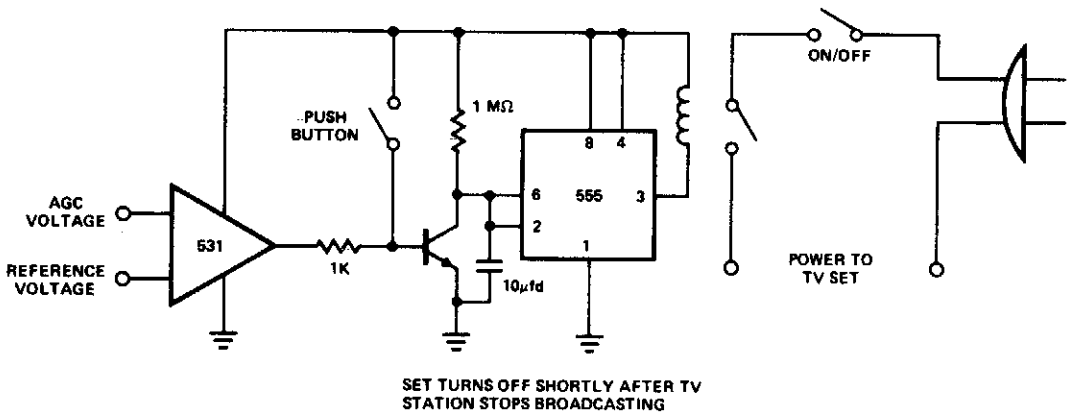 ON/OFF
PUSH
BUTTON
1 MΩ
8 4
AGC
VOLTAGE
6 555 3
531
2
REFERENCE
VOLTAGE
1K
1
10μfd
POWER TO
TV SET
SET TURNS OFF SHORTLY AFTER TV
STATION STOPS BROADCASTING